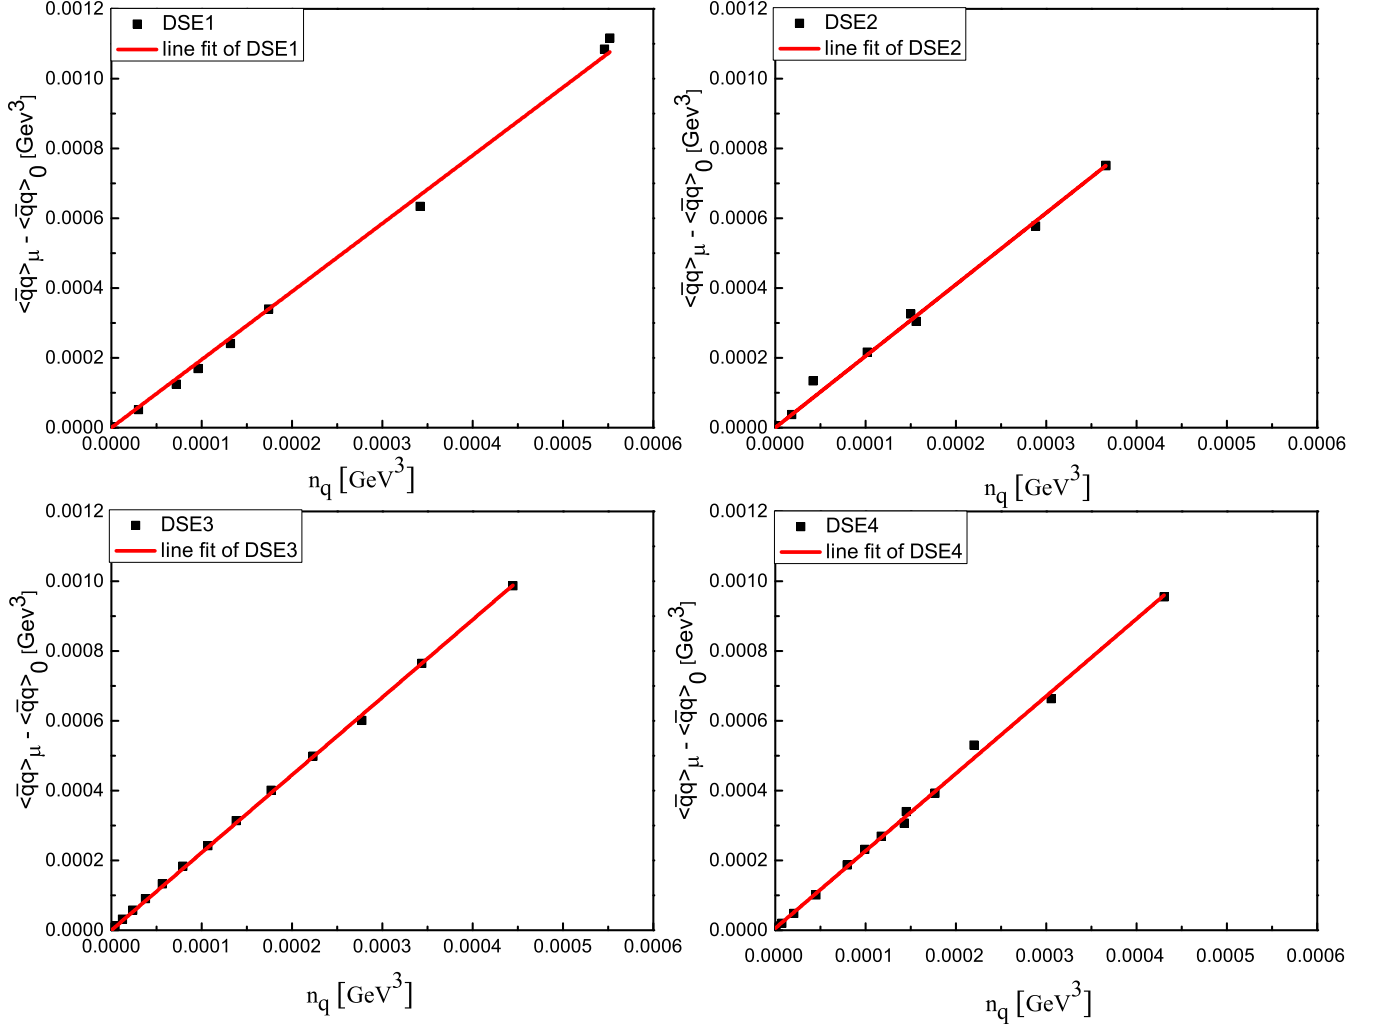 DSE1
line fit of DSE1
0.0012
0.0010
0.0008
0.0006
0.0004
0.0002
0.0000
<q̅q>μ - <q̅q>0 [Gev³]
0.0000 0.0001 0.0002 0.0003 0.0004 0.0005 0.0006
nq [GeV³]
DSE2
line fit of DSE2
0.0012
0.0010
0.0008
0.0006
0.0004
0.0002
0.0000
<q̅q>μ - <q̅q>0 [Gev³]
0.0000 0.0001 0.0002 0.0003 0.0004 0.0005 0.0006
nq [GeV³]
DSE3
line fit of DSE3
0.0012
0.0010
0.0008
0.0006
0.0004
0.0002
0.0000
<q̅q>μ - <q̅q>0 [Gev³]
0.0000 0.0001 0.0002 0.0003 0.0004 0.0005 0.0006
nq [GeV³]
DSE4
line fit of DSE4
0.0012
0.0010
0.0008
0.0006
0.0004
0.0002
0.0000
<q̅q>μ - <q̅q>0 [Gev³]
0.0000 0.0001 0.0002 0.0003 0.0004 0.0005 0.0006
nq [GeV³]